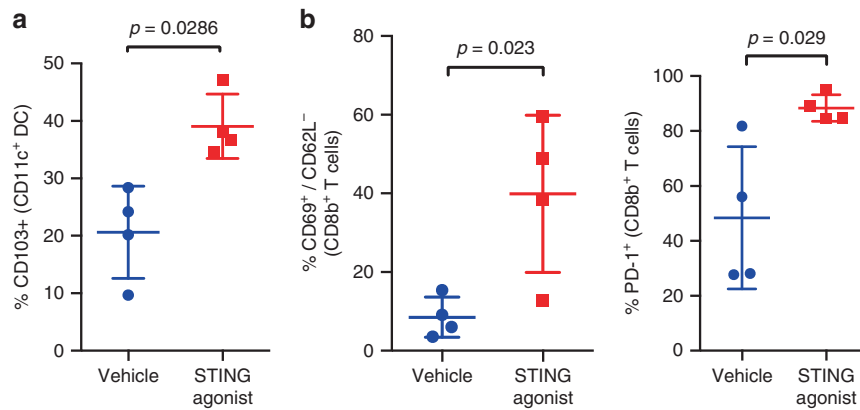 a
p = 0.0286
50
40
30
20
10
0
% CD103+ (CD11c⁺ DC)
Vehicle
STING
agonist
b
p = 0.023
80
60
40
20
0
% CD69⁺ / CD62L⁻
(CD8b⁺ T cells)
Vehicle
STING
agonist
p = 0.029
100
80
60
40
20
0
% PD-1⁺ (CD8b⁺ T cells)
Vehicle
STING
agonist